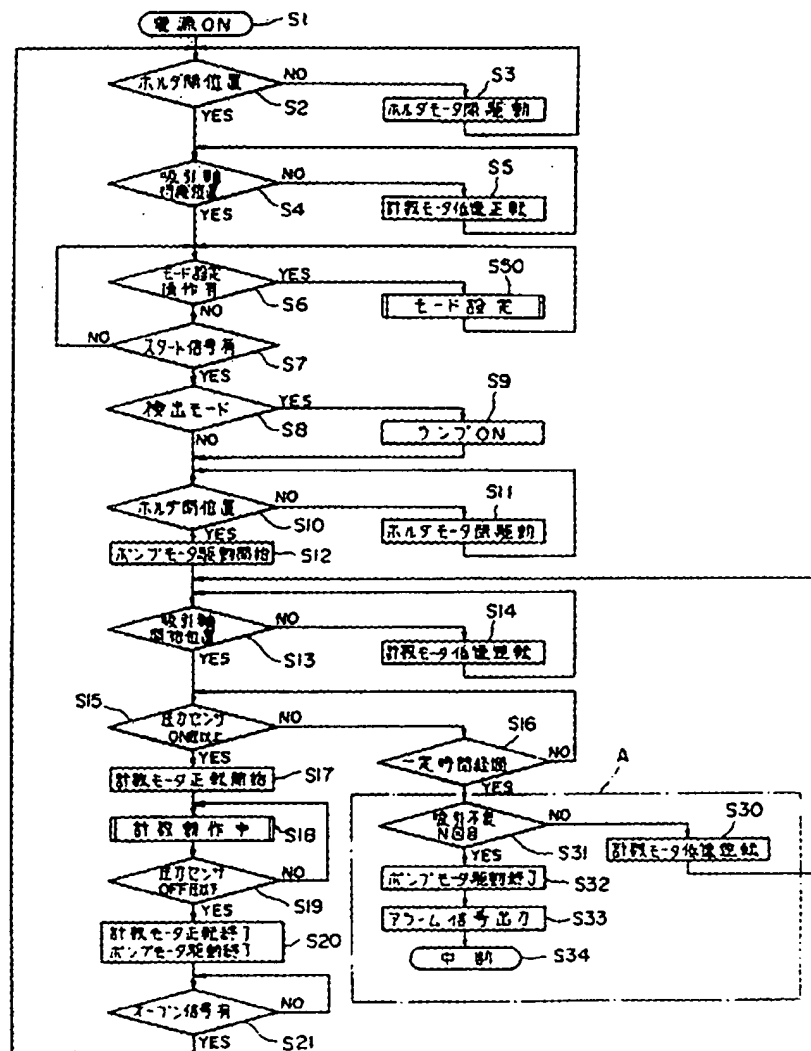 電源ON
S1
ホルダ開位置
NO
S2
YES
S3
ホルダモータ開駆動
吸引軸
待機位置
NO
S4
YES
S5
計数モータ低速正転
モード設定
操作有
YES
S6
NO
S50
モード設定
NO
スタート信号有
S7
YES
検出モード
YES
S8
NO
S9
ランプON
ホルダ閉位置
NO
S10
YES
S11
ホルダモータ閉駆動
ポンプモータ駆動開始
S12
吸引軸
開始位置
NO
S13
YES
S14
計数モータ低速逆転
S15
圧力センサ
ON圧以上
NO
YES
S16
一定時間経過
NO
YES
計数モータ正転開始
S17
A
計数動作中
S18
吸引不良
N回目
NO
S31
YES
S30
計数モータ低速逆転
圧力センサ
OFF圧以下
NO
S19
YES
ポンプモータ駆動終了
S32
計数モータ正転終了
ポンプモータ駆動終了
S20
アラーム信号出力
S33
中断
S34
オープン信号有
NO
S21
YES